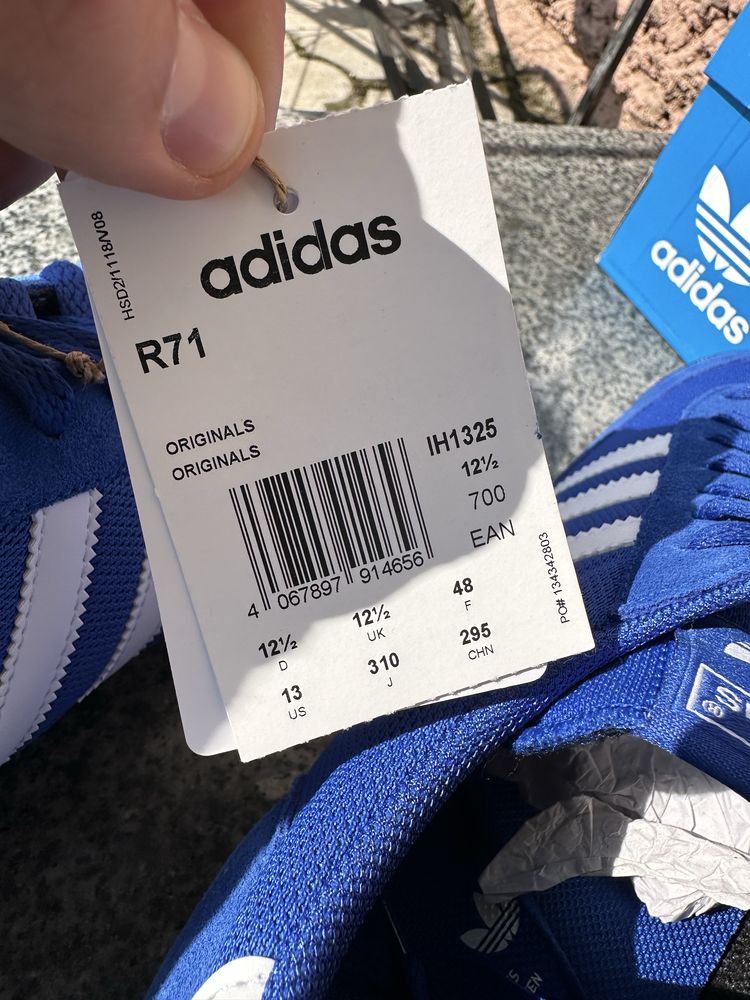 HSD2/1118/V08
adidas
R71
ORIGINALS
ORIGINALS
IH1325
12½
700
EAN
4 067897 914656
12½
D
12½
UK
48
F
13
US
310
J
295
CHN
PO# 134342803
adidas